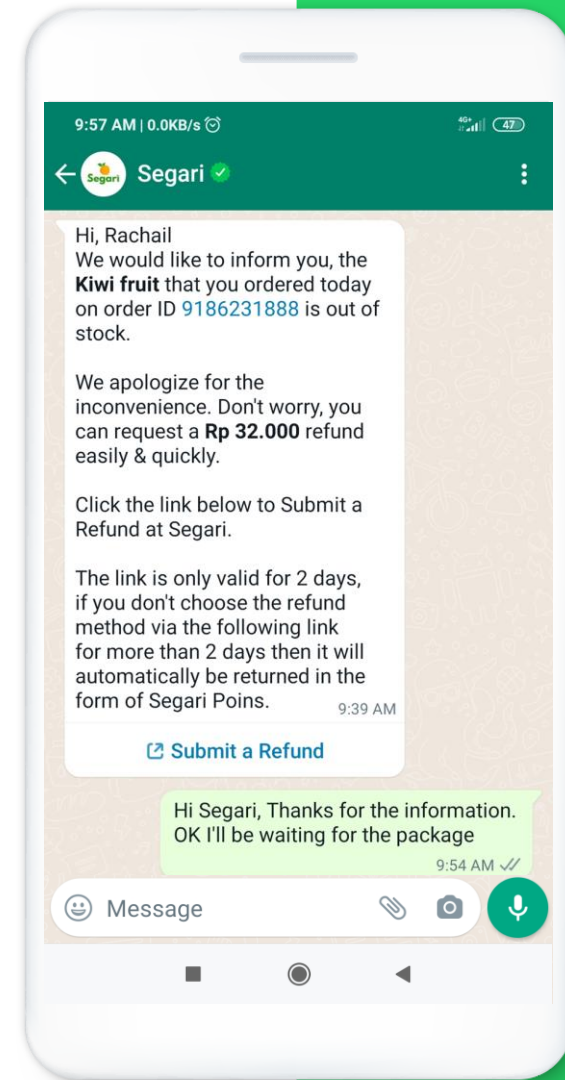 9:57 AM | 0.0KB/s
4G+
47
Segari
Segari
Hi, Rachail
We would like to inform you, the
Kiwi fruit that you ordered today
on order ID 9186231888 is out of
stock.
We apologize for the
inconvenience. Don't worry, you
can request a Rp 32.000 refund
easily & quickly.
Click the link below to Submit a
Refund at Segari.
The link is only valid for 2 days,
if you don't choose the refund
method via the following link
for more than 2 days then it will
automatically be returned in the
form of Segari Poins.
9:39 AM
Submit a Refund
Hi Segari, Thanks for the information.
OK I'll be waiting for the package
9:54 AM
Message